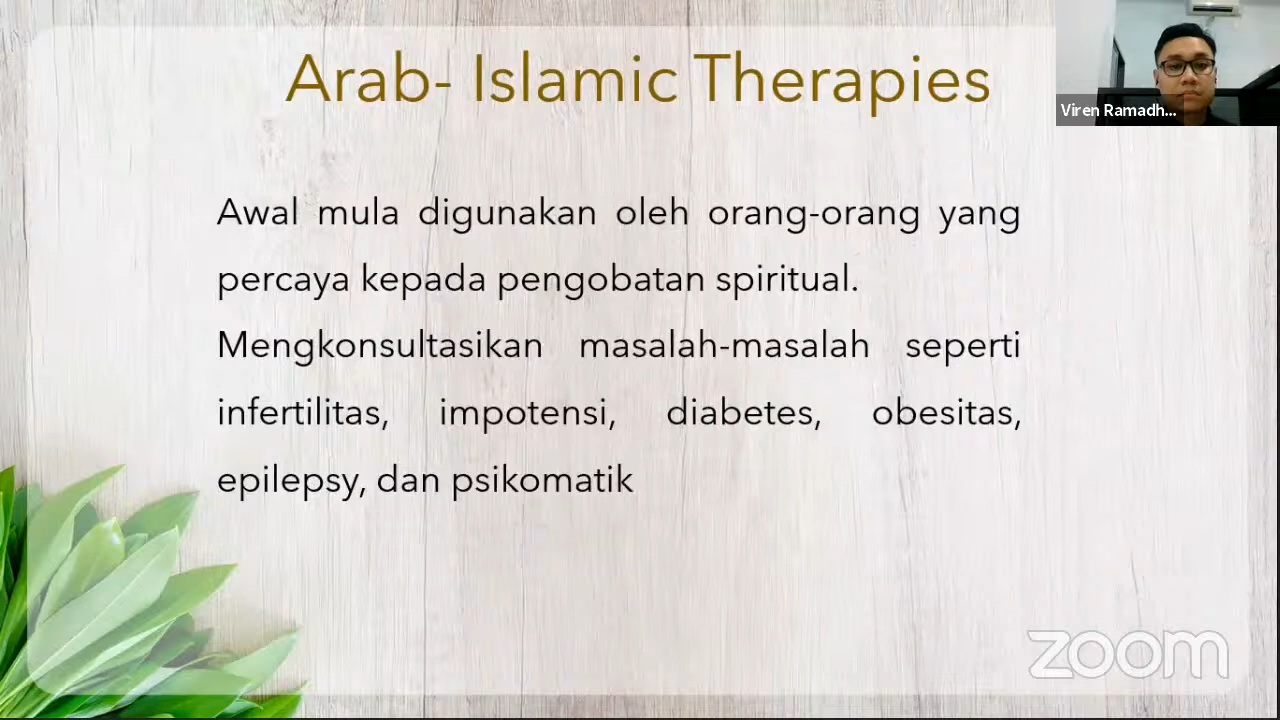 Arab- Islamic Therapies
Viren Ramadh...
Awal mula digunakan oleh orang-orang yang
percaya kepada pengobatan spiritual.
Mengkonsultasikan masalah-masalah seperti
infertilitas, impotensi, diabetes, obesitas,
epilepsy, dan psikomatik
zoom